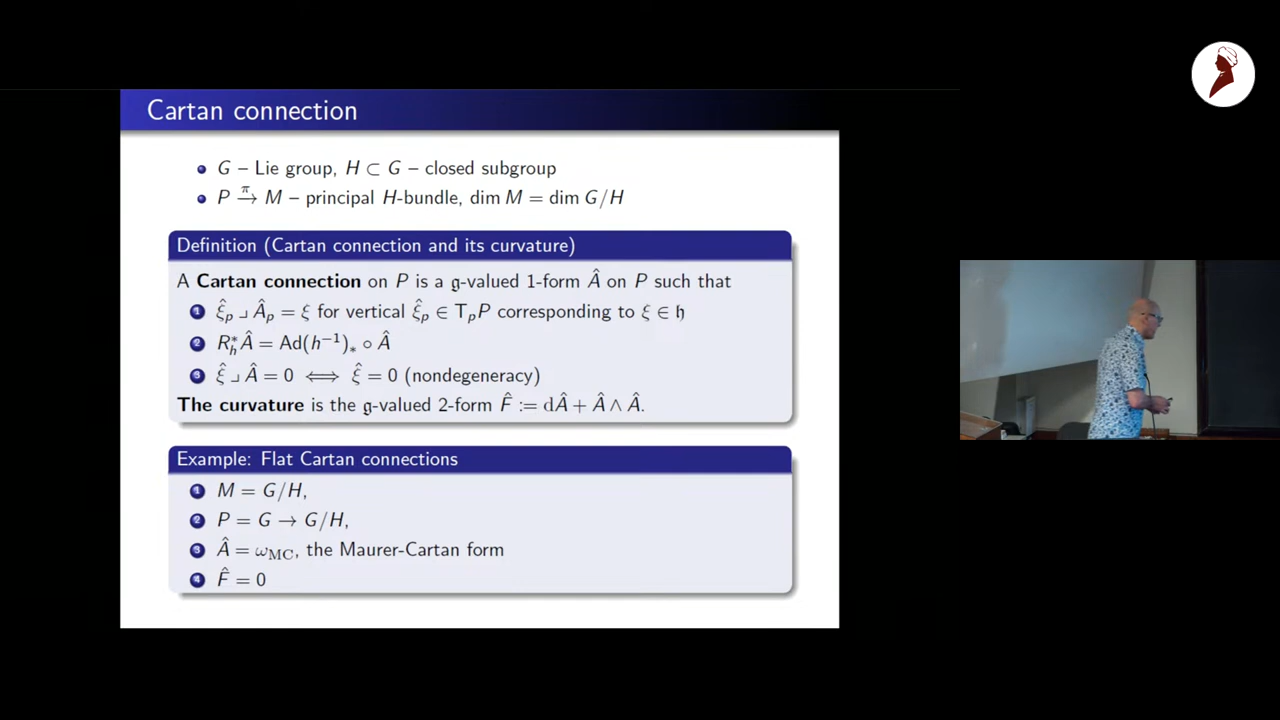 Cartan connection
G – Lie group, H ⊂ G – closed subgroup
P →^π M – principal H-bundle, dim M = dim G/H
Definition (Cartan connection and its curvature)
A Cartan connection on P is a 𝔤-valued 1-form Â on P such that
1 ξ̂_p ⌟ Â_p = ξ for vertical ξ̂_p ∈ T_pP corresponding to ξ ∈ 𝔥
2 R*_h Â = Ad(h⁻¹)_* ∘ Â
3 ξ̂ ⌟ Â = 0 ⟺ ξ̂ = 0 (nondegeneracy)
The curvature is the 𝔤-valued 2-form F̂ := dÂ + Â ∧ Â.
Example: Flat Cartan connections
1 M = G/H,
2 P = G → G/H,
3 Â = ω_MC, the Maurer-Cartan form
4 F̂ = 0